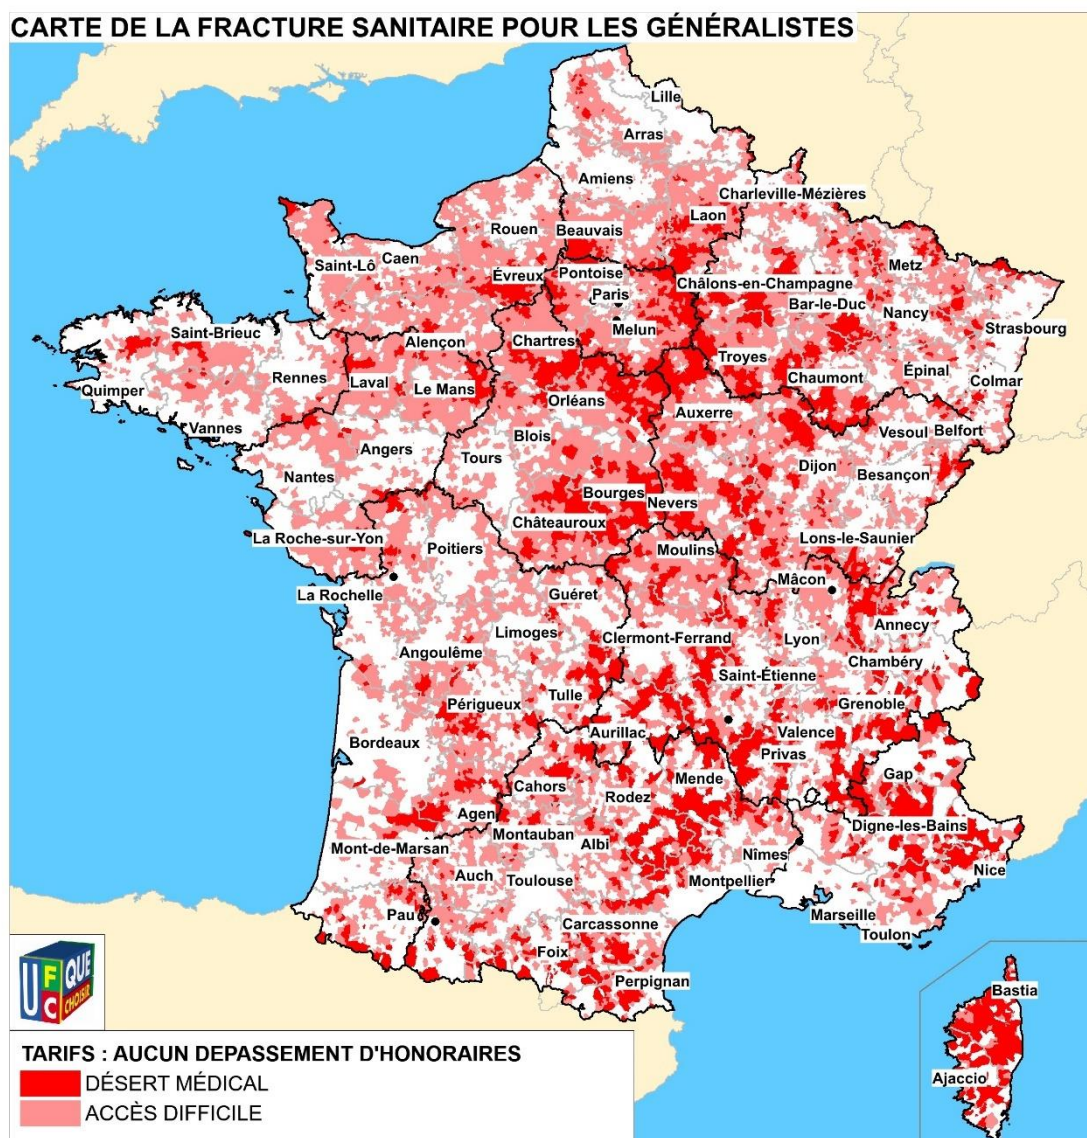 CARTE DE LA FRACTURE SANITAIRE POUR LES GÉNÉRALISTES
Lille
Arras
Amiens
Charleville-Mézières
Laon
Rouen
Beauvais
Caen
Saint-Lô
Metz
Évreux
Pontoise
Châlons-en-Champagne
Paris
Bar-le-Duc
Nancy
Strasbourg
Saint-Brieuc
Melun
Alençon
Chartres
Troyes
Épinal
Rennes
Laval
Le Mans
Chaumont
Colmar
Quimper
Orléans
Auxerre
Vannes
Blois
Vesoul
Belfort
Angers
Tours
Dijon
Besançon
Nantes
Bourges
Nevers
Châteauroux
La Roche-sur-Yon
Lons-le-Saunier
Poitiers
Moulins
Mâcon
La Rochelle
Guéret
Annecy
Limoges
Clermont-Ferrand
Lyon
Angoulême
Chambéry
Saint-Étienne
Tulle
Périgueux
Grenoble
Aurillac
Valence
Bordeaux
Privas
Mende
Gap
Cahors
Rodez
Agen
Digne-les-Bains
Montauban
Mont-de-Marsan
Albi
Nîmes
Nice
Auch
Toulouse
Montpellier
Pau
Marseille
Carcassonne
Toulon
Foix
Perpignan
Bastia
Ajaccio
UFC
QUE
CHOISIR
TARIFS : AUCUN DEPASSEMENT D'HONORAIRES
DÉSERT MÉDICAL
ACCÈS DIFFICILE